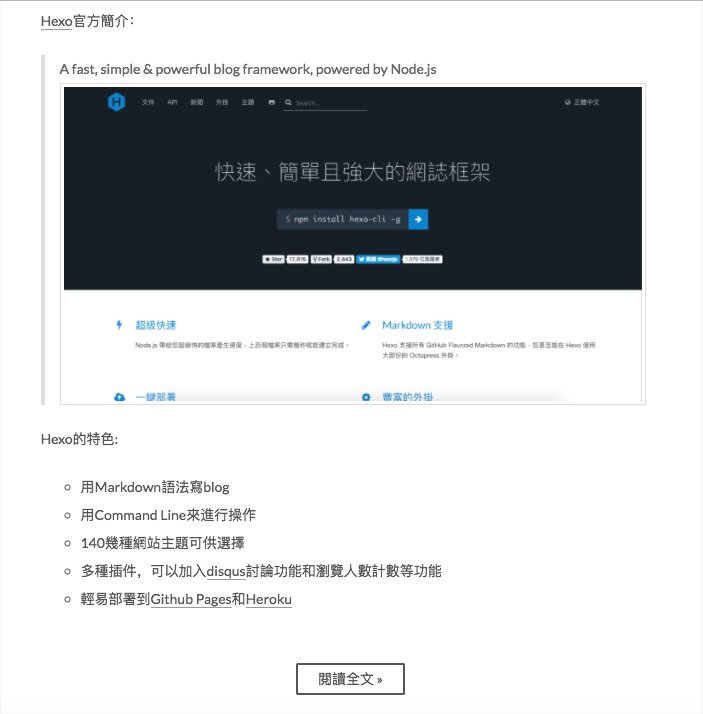 Hexo官方簡介：
A fast, simple & powerful blog framework, powered by Node.js
文件 API 新聞 外掛 主題 Search... 正體中文
快速、簡單且強大的網誌框架
$ npm install hexo-cli -g
Star 17,615 Fork 2,643 @hexojs 1,570
超級快速
Markdown 支援
Node.js 帶給您超級快的檔案產生速度，上百個檔案只需幾秒就能建立完成。
Hexo 支援所有 GitHub Flavored Markdown 的功能，您甚至能在 Hexo 使用
大部份的 Octopress 外掛。
一鍵部署
豐富的外掛
Hexo的特色:
用Markdown語法寫blog
用Command Line來進行操作
140幾種網站主題可供選擇
多種插件，可以加入disqus討論功能和瀏覽人數計數等功能
輕易部署到Github Pages和Heroku
閱讀全文 »